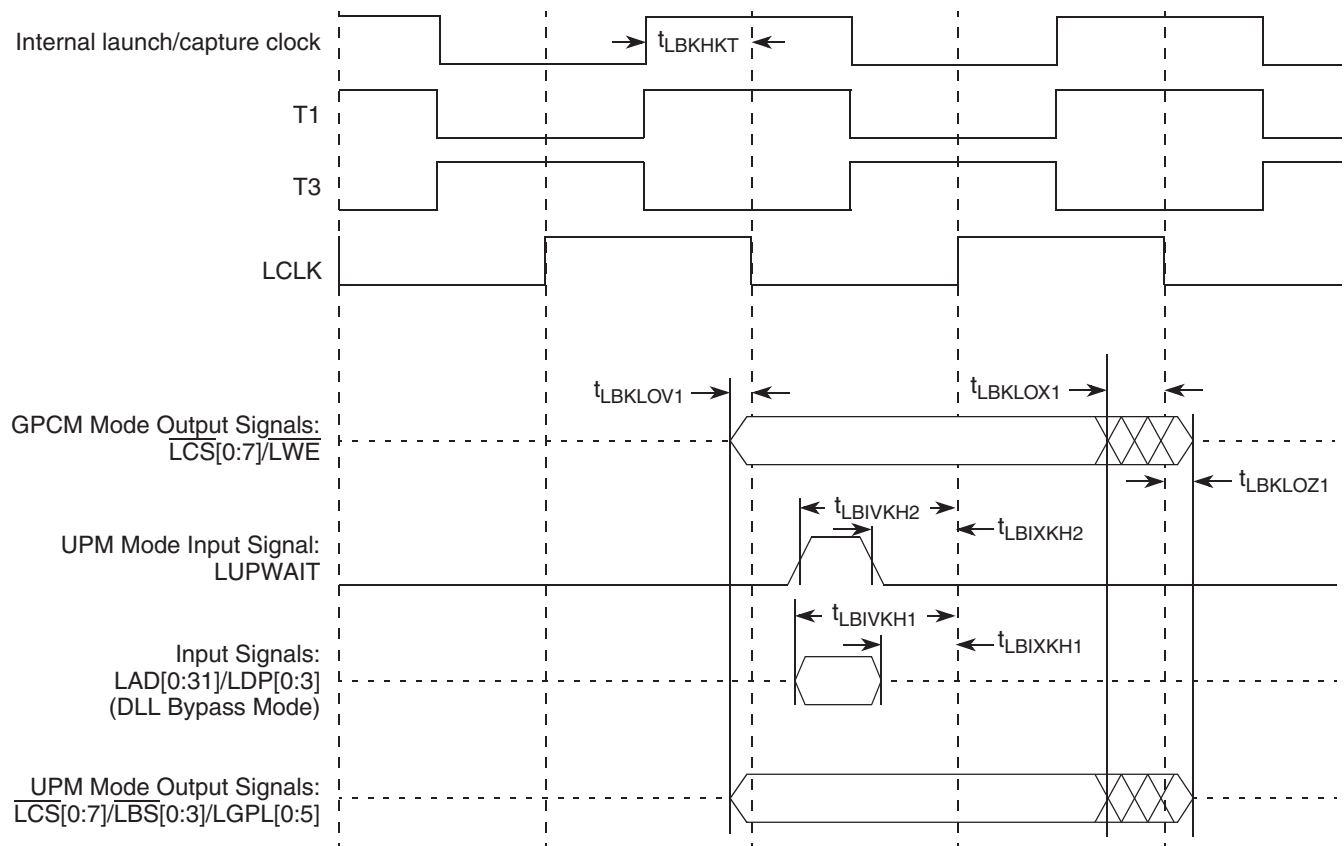 Internal launch/capture clock
tLBKHKT
T1
T3
LCLK
tLBKLOV1
tLBKLOX1
GPCM Mode Output Signals:
LCS[0:7]/LWE
tLBKLOZ1
tLBIVKH2
tLBIXKH2
UPM Mode Input Signal:
LUPWAIT
tLBIVKH1
tLBIXKH1
Input Signals:
LAD[0:31]/LDP[0:3]
(DLL Bypass Mode)
UPM Mode Output Signals:
LCS[0:7]/LBS[0:3]/LGPL[0:5]